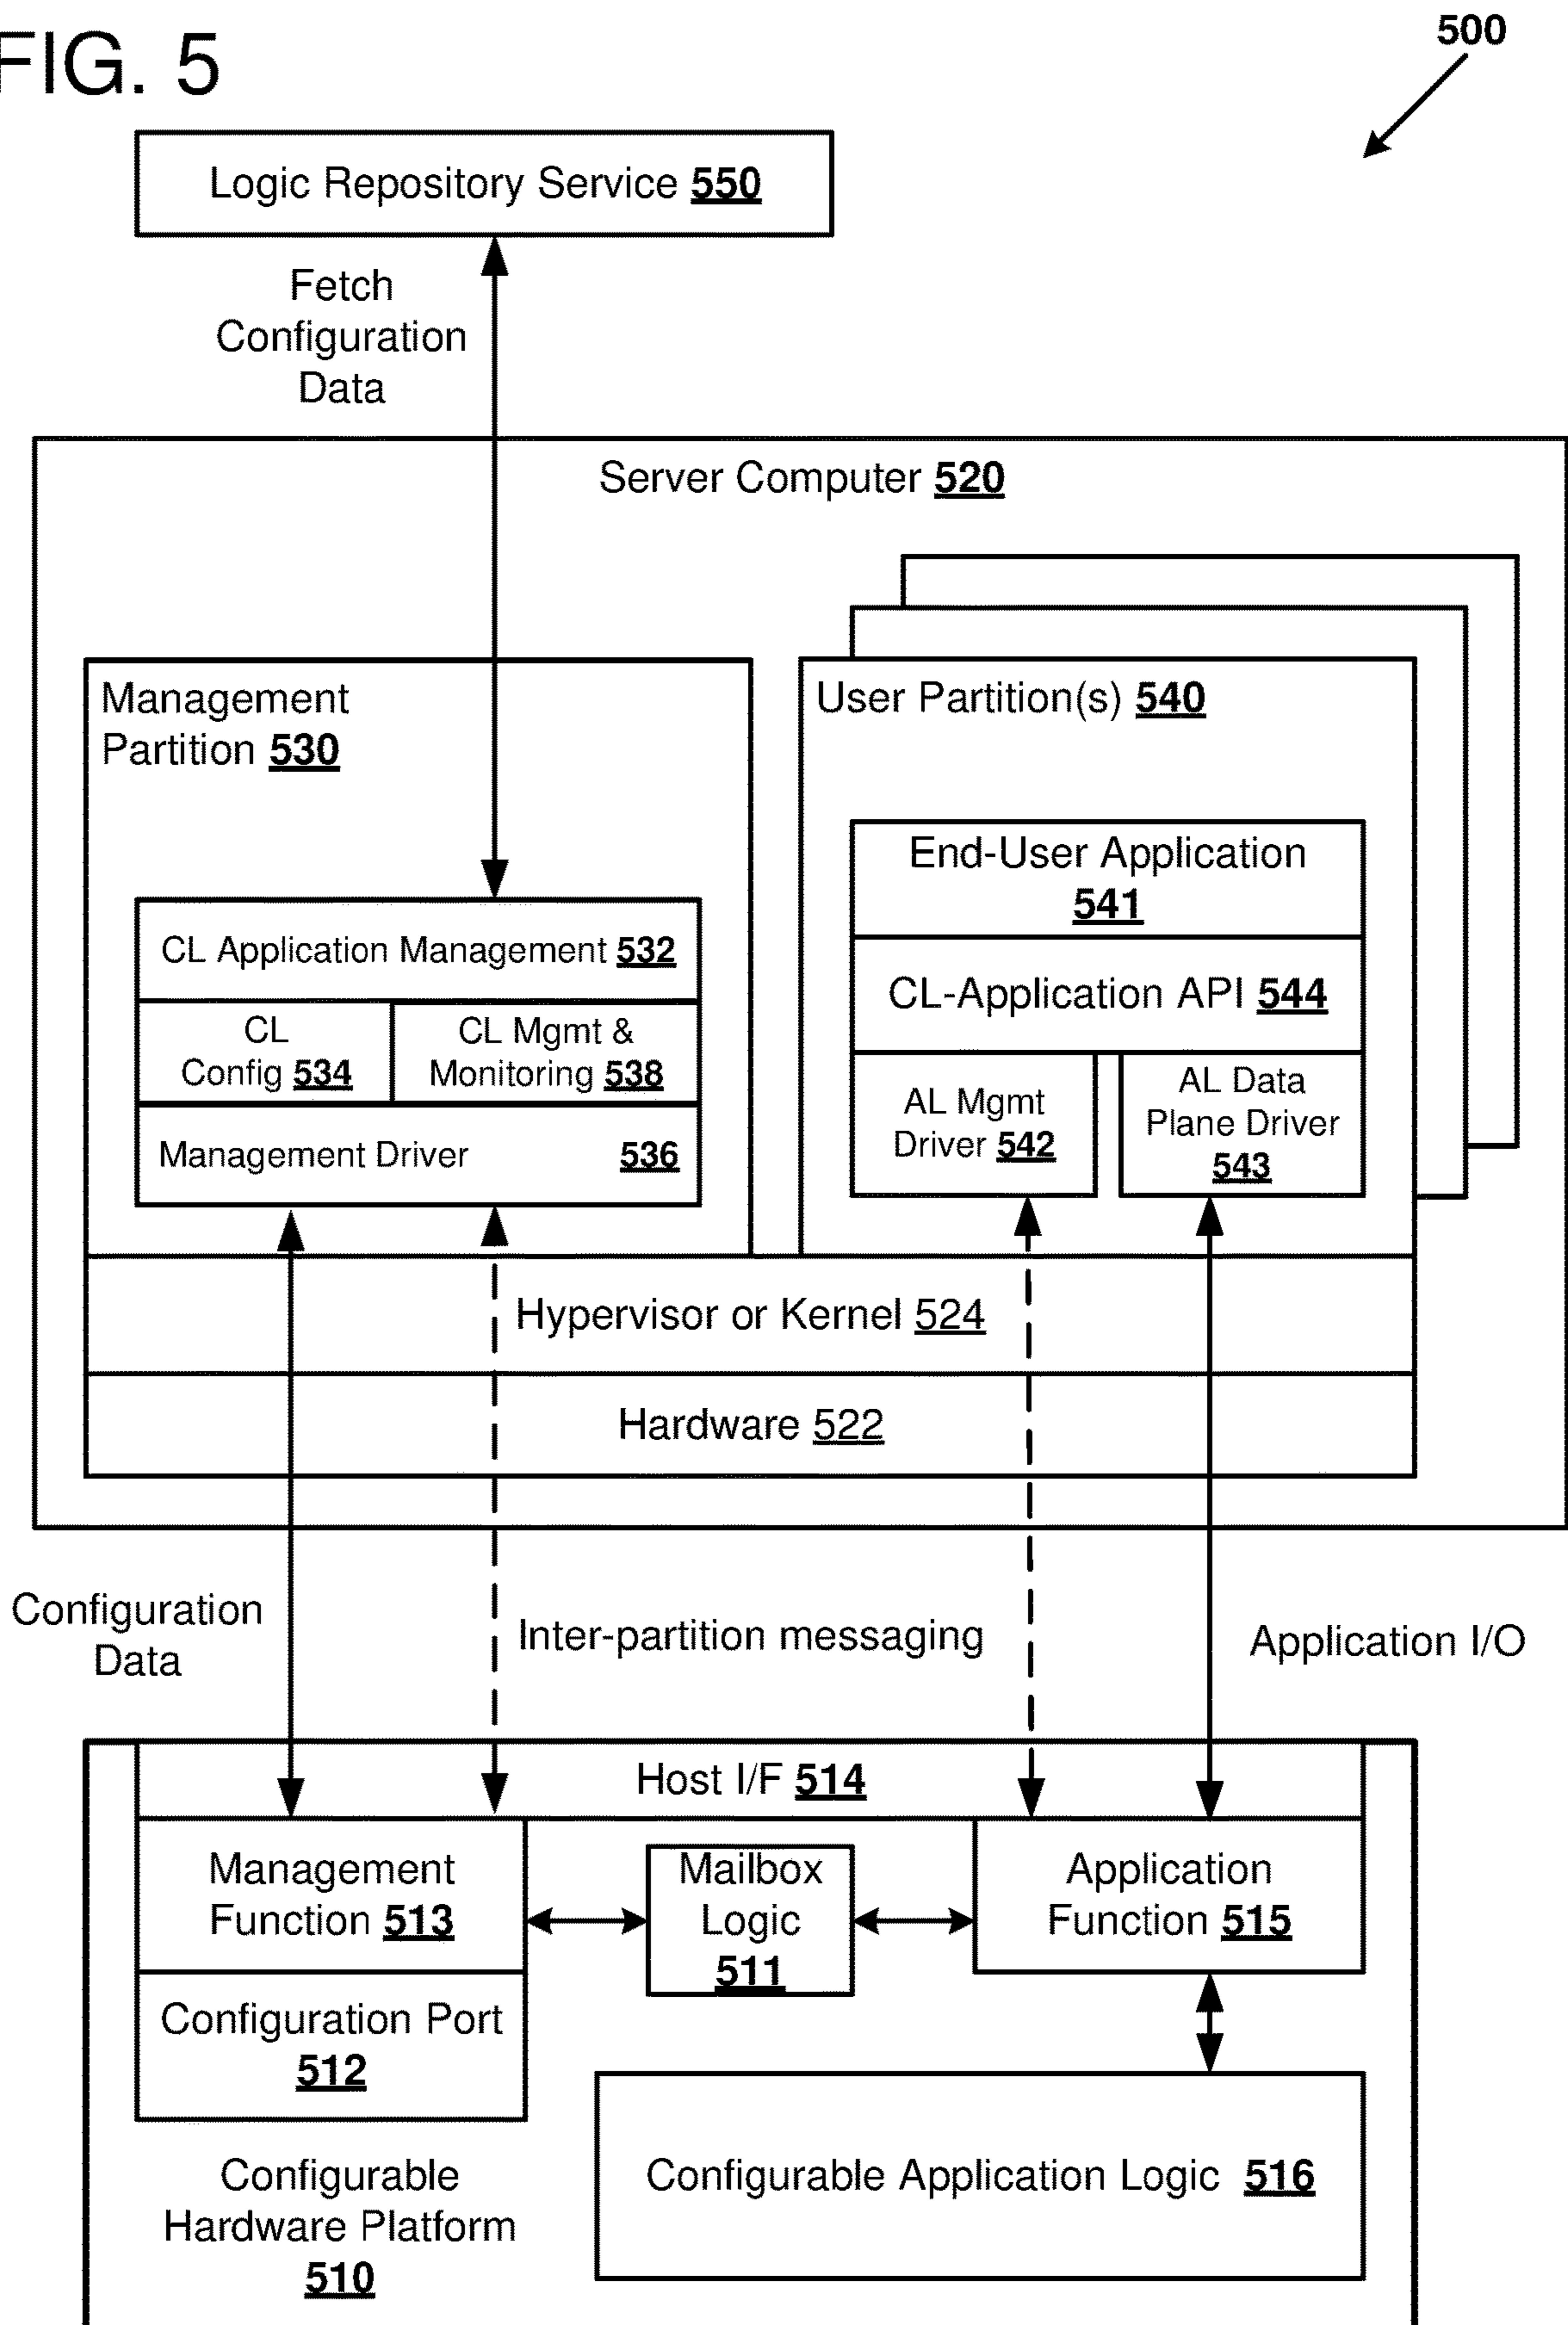 FIG. 5
500
Logic Repository Service 550
Fetch
Configuration
Data
Server Computer 520
Management
Partition 530
User Partition(s) 540
End-User Application
541
CL Application Management 532
CL-Application API 544
CL
Config 534
CL Mgmt &
Monitoring 538
AL Mgmt
Driver 542
AL Data
Plane Driver
543
Management Driver 536
Hypervisor or Kernel 524
Hardware 522
Configuration
Data
Inter-partition messaging
Application I/O
Host I/F 514
Management
Function 513
Mailbox
Logic
511
Application
Function 515
Configuration Port
512
Configurable
Hardware Platform
510
Configurable Application Logic 516